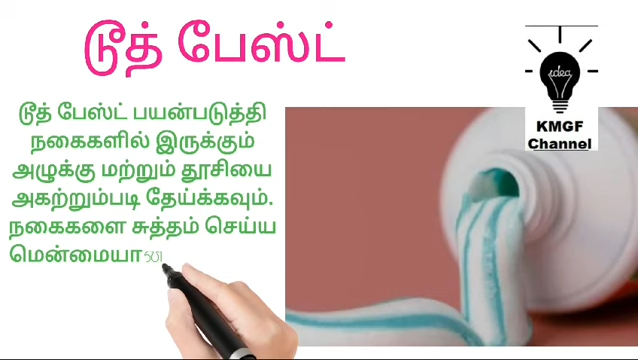 டூத் பேஸ்ட்
டூத் பேஸ்ட் பயன்படுத்தி
நகைகளில் இருக்கும்
அழுக்கு மற்றும் தூசியை
அகற்றும்படி தேய்க்கவும்.
நகைகளை சுத்தம் செய்ய
மென்மையா
idea
KMGF
Channel